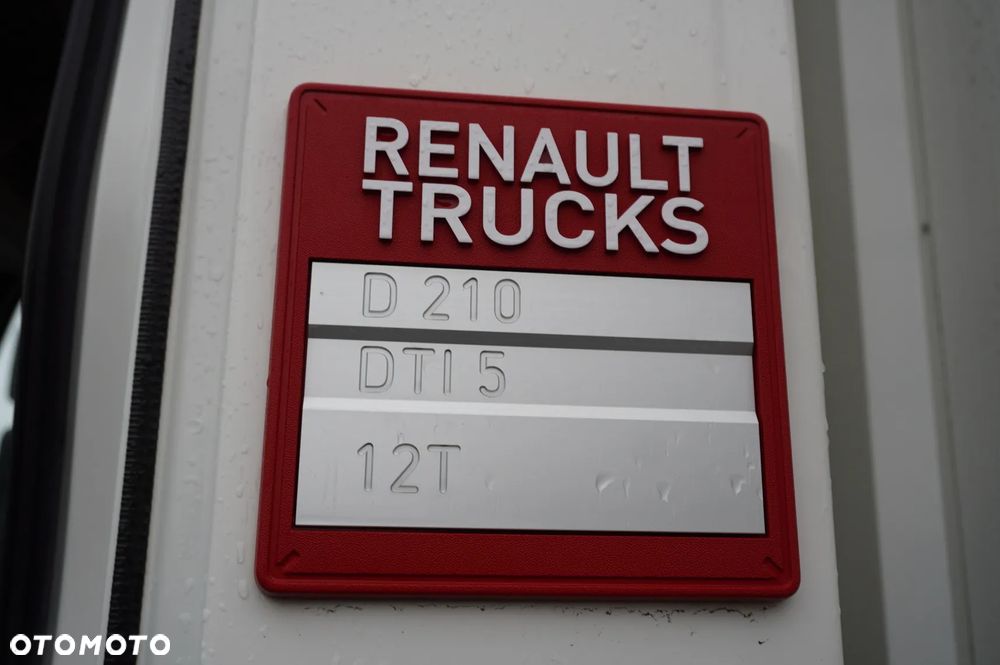 RENAULT
TRUCKS
D 210
DTI 5
12T
OTOMOTO